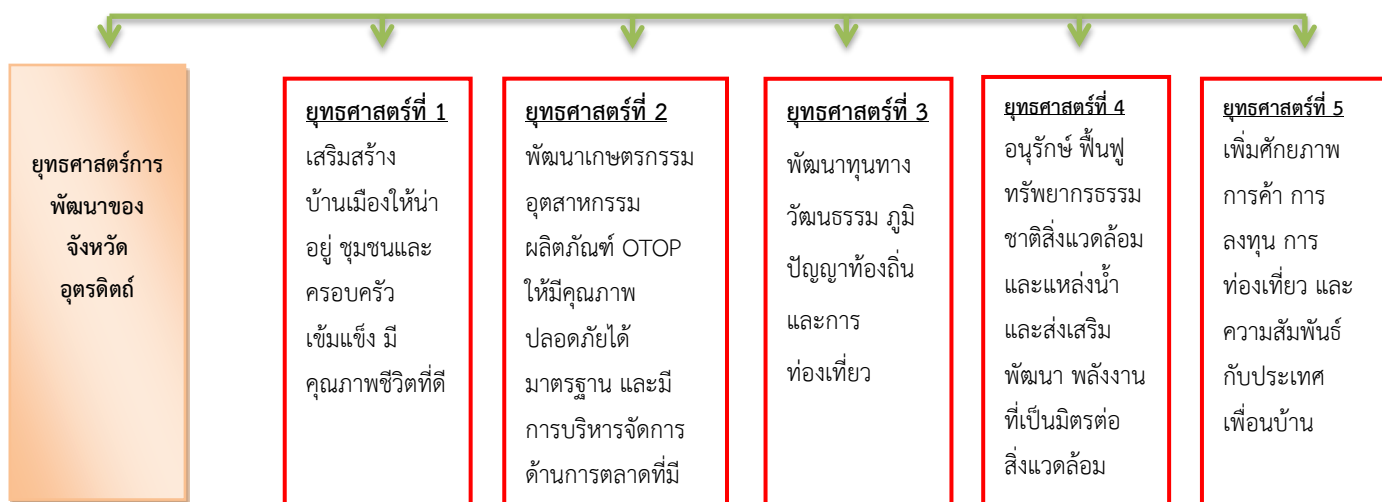 ยุทธศาสตร์การ
พัฒนาของ
จังหวัด
อุตรดิตถ์
ยุทธศาสตร์ที่ 1
เสริมสร้าง
บ้านเมืองให้น่า
อยู่ ชุมชนและ
ครอบครัว
เข้มแข็ง มี
คุณภาพชีวิตที่ดี
ยุทธศาสตร์ที่ 2
พัฒนาเกษตรกรรม
อุตสาหกรรม
ผลิตภัณฑ์ OTOP
ให้มีคุณภาพ
ปลอดภัยได้
มาตรฐาน และมี
การบริหารจัดการ
ด้านการตลาดที่มี
ยุทธศาสตร์ที่ 3
พัฒนาทุนทาง
วัฒนธรรม ภูมิ
ปัญญาท้องถิ่น
และการ
ท่องเที่ยว
ยุทธศาสตร์ที่ 4
อนุรักษ์ ฟื้นฟู
ทรัพยากรธรรม
ชาติสิ่งแวดล้อม
และแหล่งน้ำ
และส่งเสริม
พัฒนา พลังงาน
ที่เป็นมิตรต่อ
สิ่งแวดล้อม
ยุทธศาสตร์ที่ 5
เพิ่มศักยภาพ
การค้า การ
ลงทุน การ
ท่องเที่ยว และ
ความสัมพันธ์
กับประเทศ
เพื่อนบ้าน